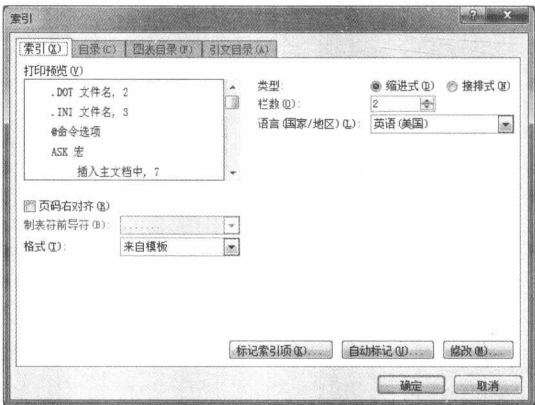 索引
索引(X) 目录(C) 图表目录(F) 引文目录(A)
打印预览(V)
.DOT 文件名, 2
.INI 文件名, 3
@命令选项
ASK 宏
插入主文档中, 7
类型: 缩进式(D) 接排式(N)
栏数(O): 2
语言(国家/地区)(L): 英语(美国)
页码右对齐(R)
制表符前导符(B): .......
格式(T): 来自模板
标记索引项(K)... 自动标记(U)... 修改(M)...
确定 取消